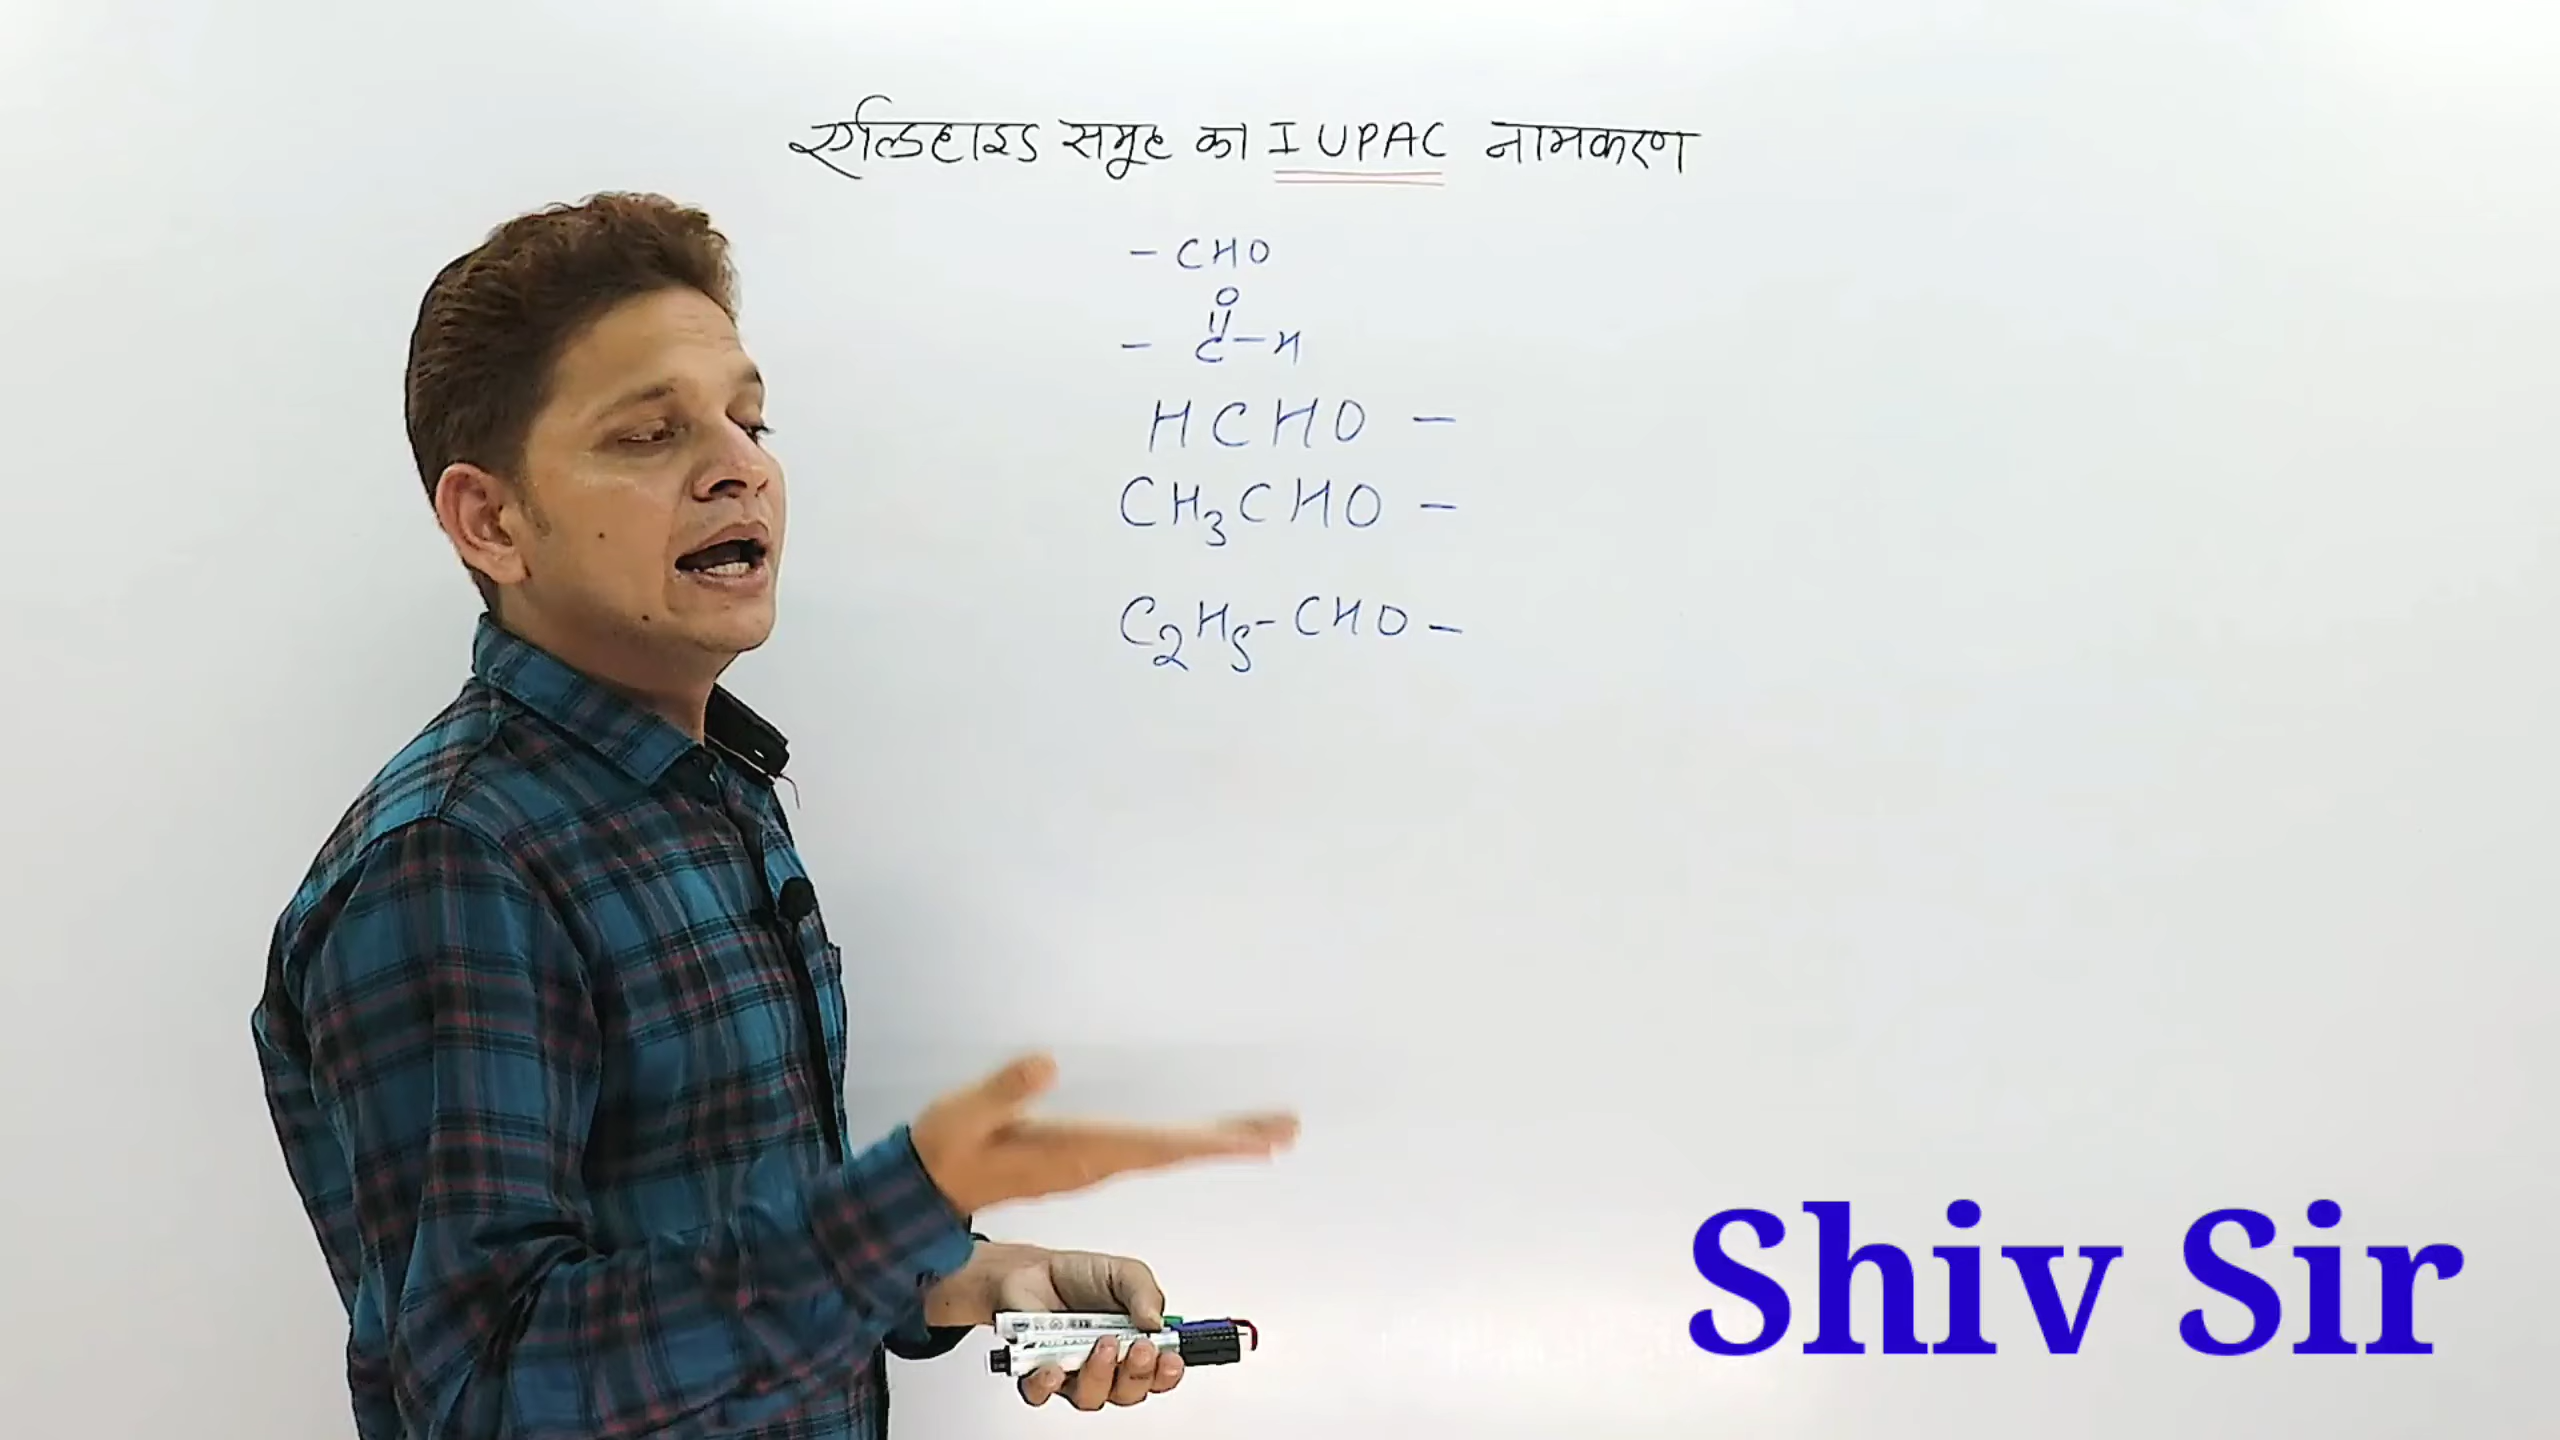 एल्डिहाइड समूह का IUPAC नामकरण
- CHO
O
||
- C - H
HCHO -
CH₃CHO -
C₂H₅- CHO -
Shiv Sir